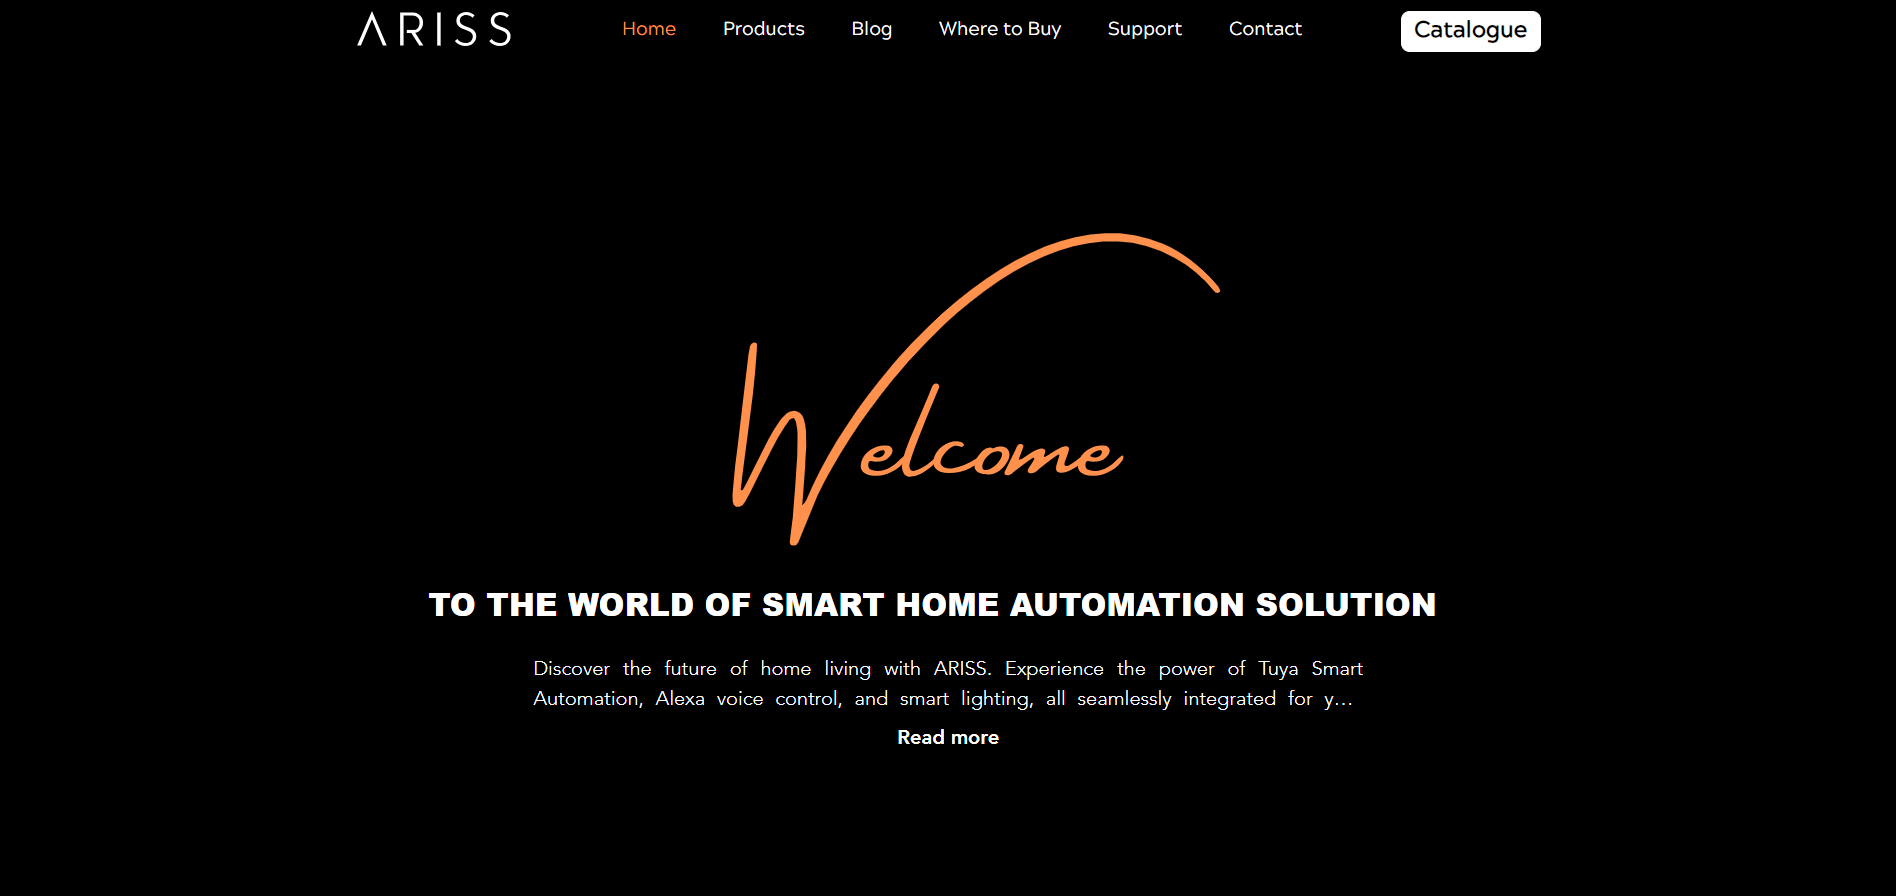 ARISS
Home Products Blog Where to Buy Support Contact Catalogue
Welcome
TO THE WORLD OF SMART HOME AUTOMATION SOLUTION
Discover the future of home living with ARISS. Experience the power of Tuya Smart
Automation, Alexa voice control, and smart lighting, all seamlessly integrated for y...
Read more